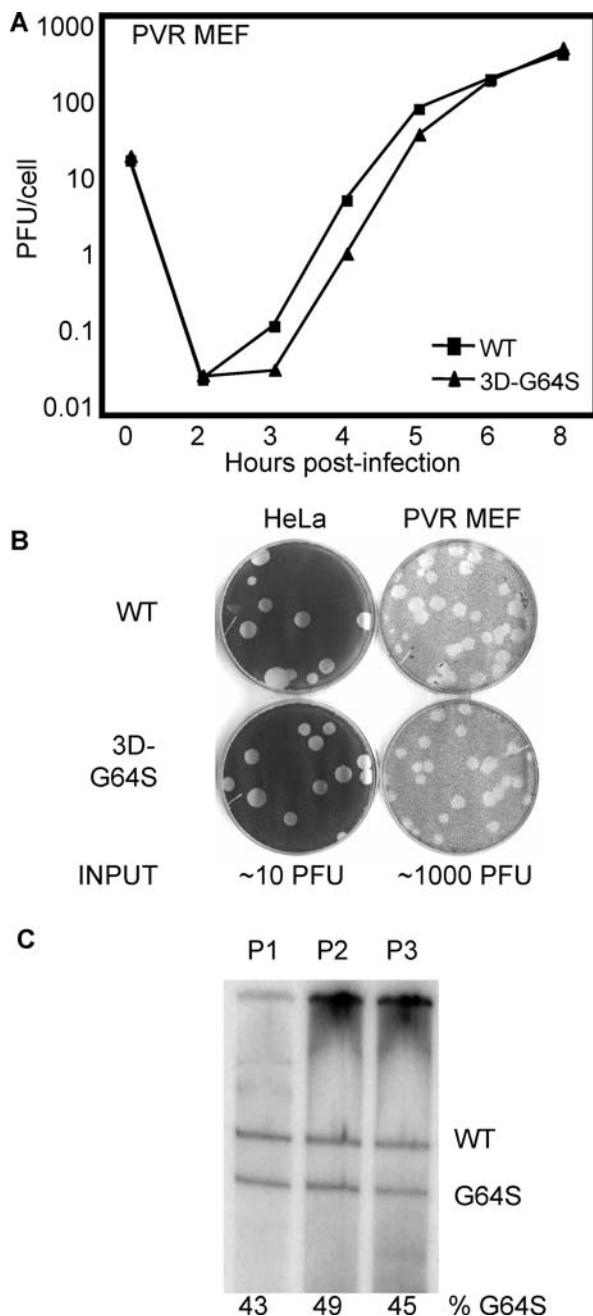 A
PVR MEF
1000
100
10
1
0.1
0.01
PFU/cell
WT
3D-G64S
0 2 3 4 5 6 8
Hours post-infection
B
HeLa PVR MEF
WT
3D-
G64S
INPUT ~10 PFU ~1000 PFU
C
P1 P2 P3
WT
G64S
43 49 45 % G64S